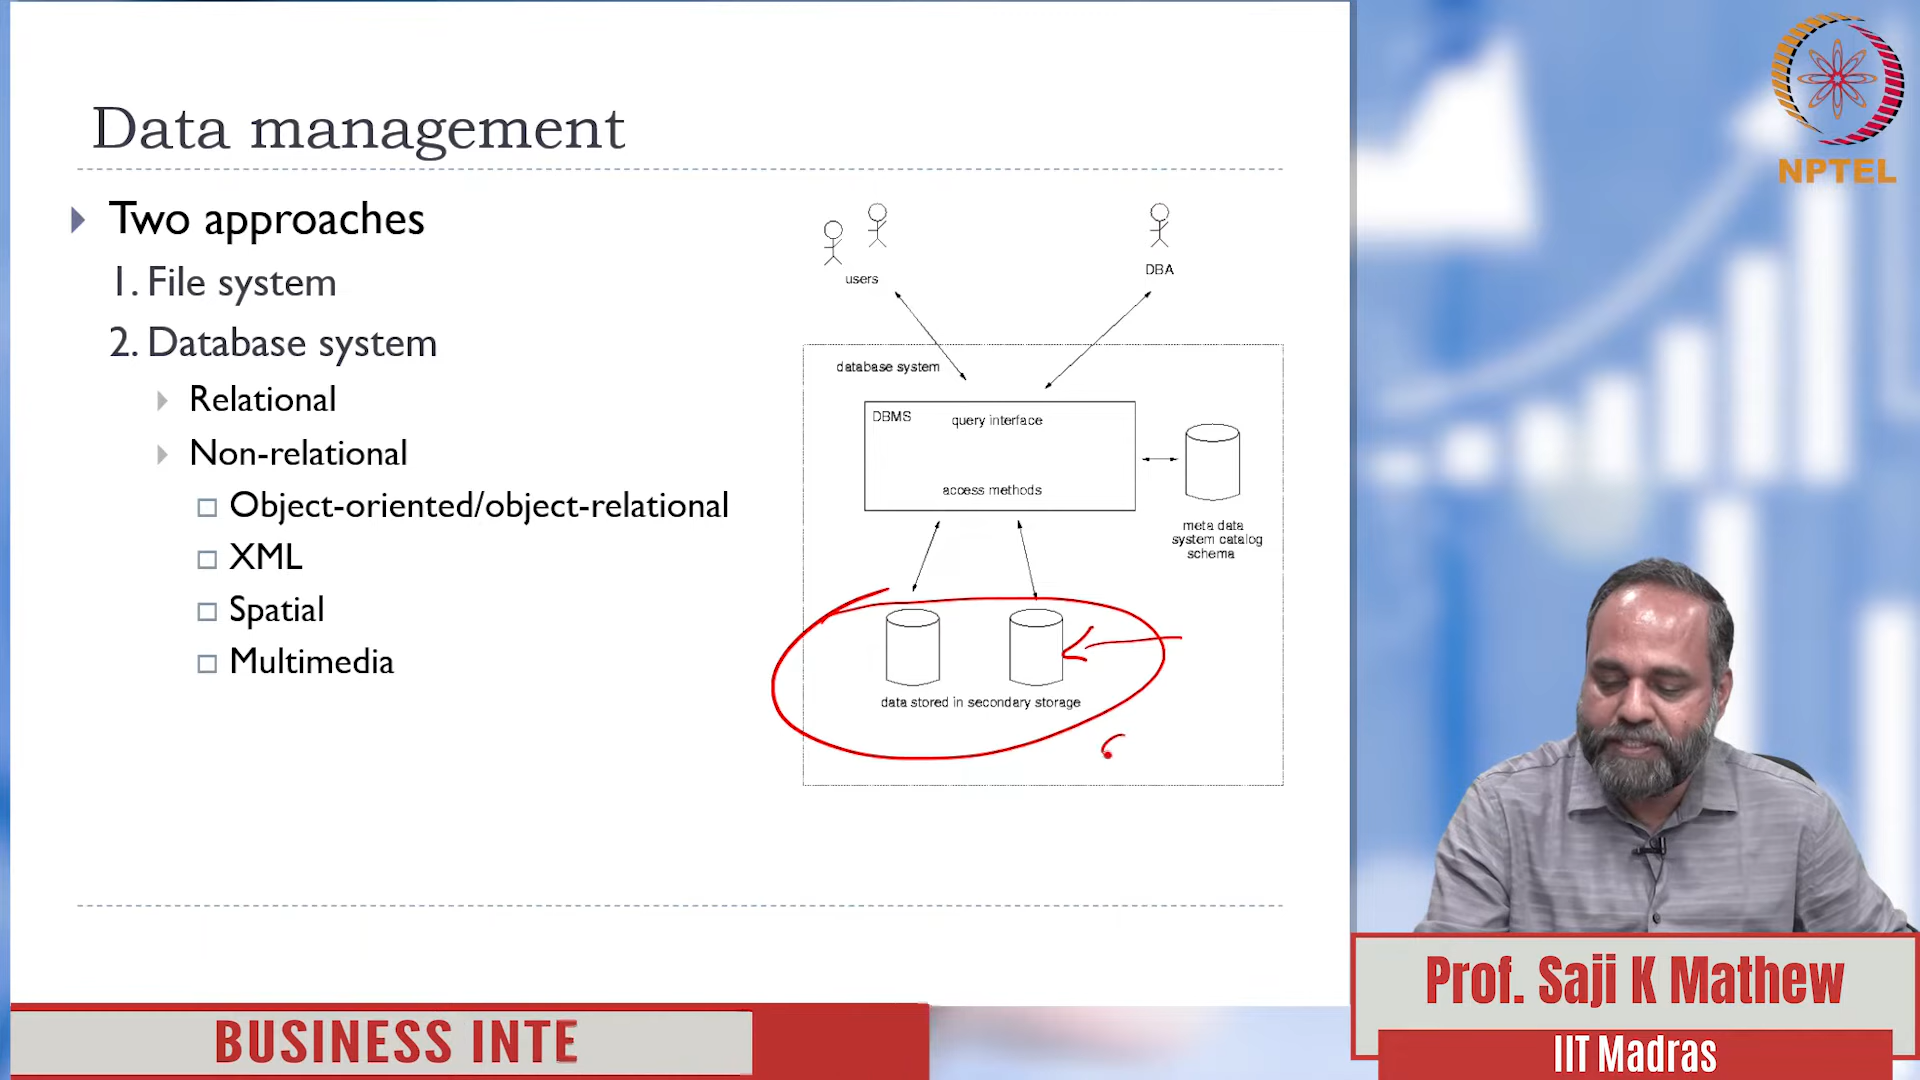 Data management
Two approaches
1. File system
2. Database system
Relational
Non-relational
Object-oriented/object-relational
XML
Spatial
Multimedia
users
DBA
database system
DBMS
query interface
access methods
meta data
system catalog
schema
data stored in secondary storage
NPTEL
Prof. Saji K Mathew
IIT Madras
BUSINESS INTE